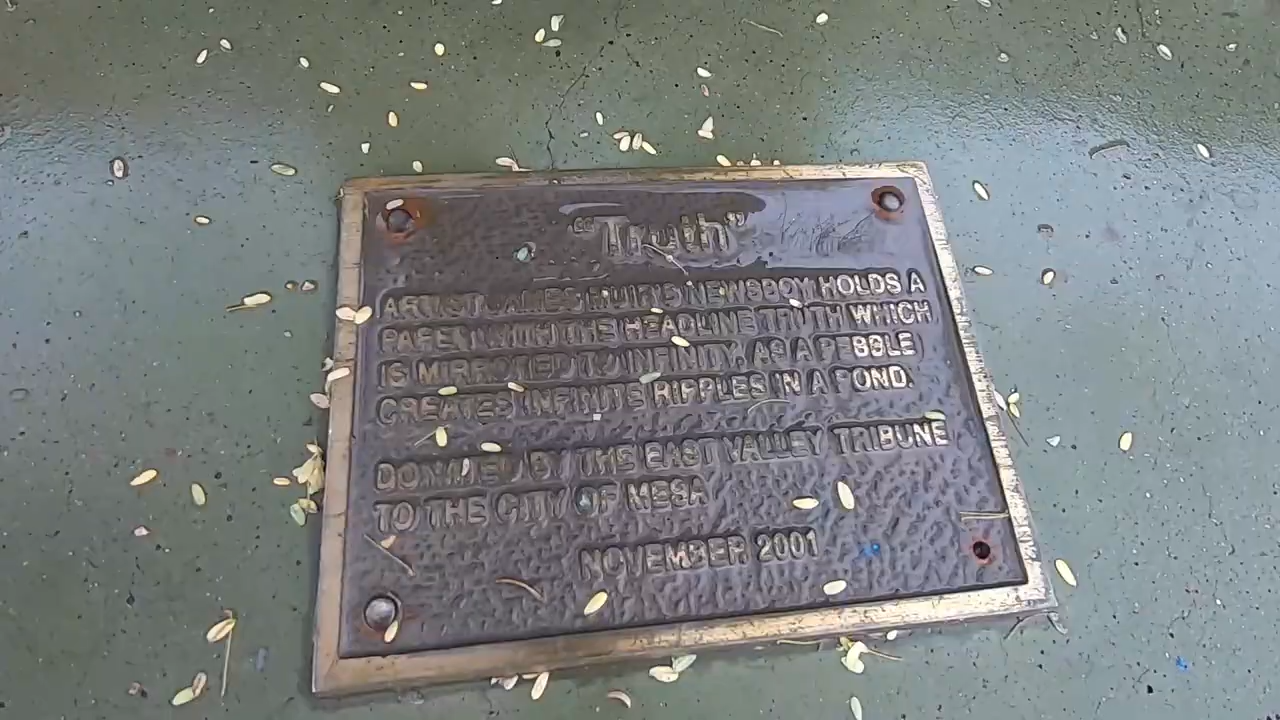 "Truth"
ARTIST JAMES MUIR'S NEWSBOY HOLDS A
PAPER WITH THE HEADLINE TRUTH WHICH
IS MIRROTED TO INFINITY, AS A PEBBLE
CREATES INFINITE RIPPLES IN A POND.
DONATED BY THE EAST VALLEY TRIBUNE
TO THE CITY OF MESA
NOVEMBER 2001